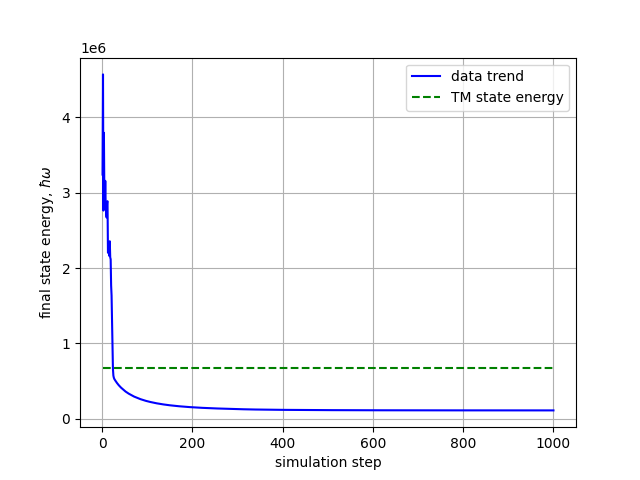 1e6
data trend
TM state energy
4
3
2
1
0
final state energy, ℏω
0 200 400 600 800 1000
simulation step